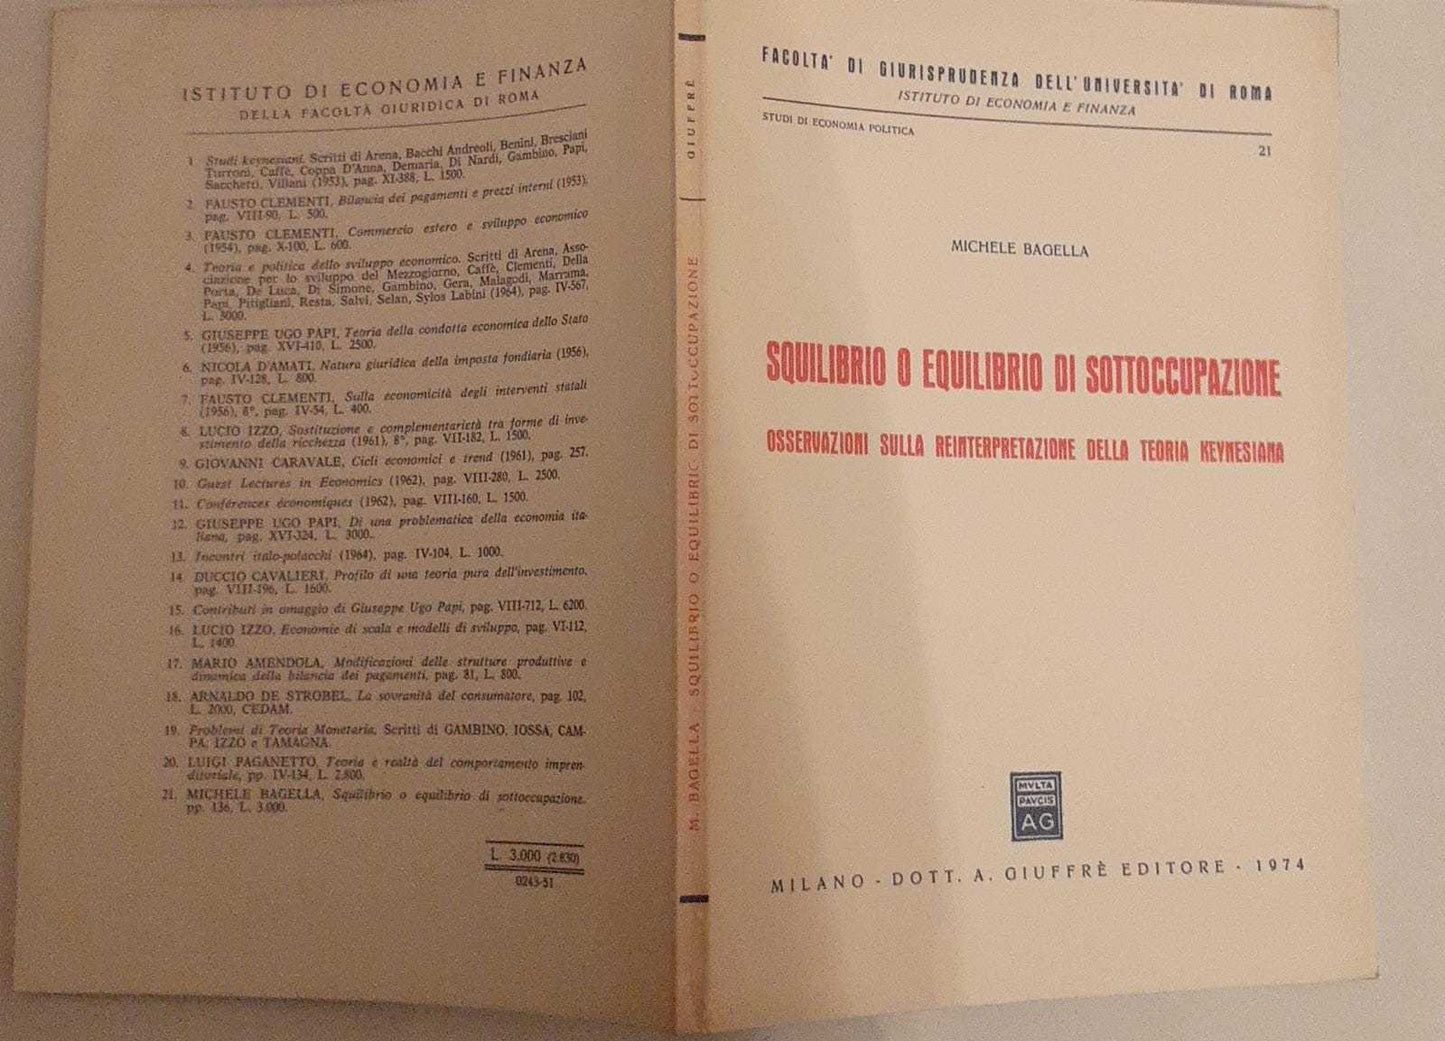 ISTITUTO DI ECONOMIA E FINANZA
DELLA FACOLTÀ GIURIDICA DI ROMA
1 Studi keynesiani. Scritti di Arena, Bacchi Andreoli, Benini, Bresciani
Turroni, Caffè, Coppa D'Anna, Demaria, Di Nardi, Gambino, Papi,
Sacchetti, Villani (1953), pag. XI-388, L. 1500.
2. FAUSTO CLEMENTI, Bilancia dei pagamenti e prezzi interni (1953),
pag. VIII-90, L. 500.
3. FAUSTO CLEMENTI, Commercio estero e sviluppo economico
(1954), pag. X-100, L. 600.
4. Teoria e politica dello sviluppo economico. Scritti di Arena, Asso-
ciazione per lo sviluppo del Mezzogiorno, Caffè, Clementi, Della
Porta, De Luca, Di Simone, Gambino, Gera, Malagodi, Marrama,
Papi, Pitigliani, Resta, Salvi, Selan, Sylos Labini (1964), pag. IV-567,
L. 3000.
5. GIUSEPPE UGO PAPI, Teoria della condotta economica dello Stato
(1956), pag. XVI-410, L. 2500.
6. NICOLA D'AMATI, Natura giuridica della imposta fondiaria (1956),
pag. IV-128, L. 800.
7. FAUSTO CLEMENTI, Sulla economicità degli interventi statali
(1956), 8°, pag. IV-54, L. 400.
8. LUCIO IZZO, Sostituzione e complementarietà tra forme di inve-
stimento della ricchezza (1961), 8°, pag. VII-182, L. 1500.
9. GIOVANNI CARAVALE, Cicli economici e trend (1961), pag. 257.
10. Guest Lectures in Economics (1962), pag. VIII-280, L. 2500.
11. Conférences économiques (1962), pag. VIII-160, L. 1500.
12. GIUSEPPE UGO PAPI, Di una problematica della economia ita-
liana, pag. XVI-324, L. 3000.
13. Incontri italo-polacchi (1964), pag. IV-104, L. 1000.
14 DUCCIO CAVALIERI, Profilo di una teoria pura dell'investimento,
pag. VIII-196, L. 1600.
15. Contributi in omaggio di Giuseppe Ugo Papi, pag. VIII-712, L. 6200.
16. LUCIO IZZO, Economie di scala e modelli di sviluppo, pag. VI-112,
L. 1400.
17. MARIO AMENDOLA, Modificazioni delle strutture produttive e
dinamica della bilancia dei pagamenti, pag. 81, L. 800.
18. ARNALDO DE STROBEL, La sovranità del consumatore, pag. 102,
L. 2000, CEDAM.
19. Problemi di Teoria Monetaria. Scritti di GAMBINO, IOSSA, CAM-
PA, IZZO e TAMAGNA.
20. LUIGI PAGANETTO, Teoria e realtà del comportamento impren-
ditoriale, pp. IV-134, L. 2.800.
21. MICHELE BAGELLA, Squilibrio o equilibrio di sottoccupazione,
pp. 136, L. 3.000.
L. 3.000 (2.830)
0243-51
GIUFFRÈ
M. BAGELLA - SQUILIBRIO O EQUILIBRIO DI SOTTOCCUPAZIONE
FACOLTA' DI GIURISPRUDENZA DELL'UNIVERSITA' DI ROMA
ISTITUTO DI ECONOMIA E FINANZA
STUDI DI ECONOMIA POLITICA
21
MICHELE BAGELLA
SQUILIBRIO O EQUILIBRIO DI SOTTOCCUPAZIONE
OSSERVAZIONI SULLA REINTERPRETAZIONE DELLA TEORIA KEYNESIANA
MVLTA
PAVCIS
AG
MILANO - DOTT. A. GIUFFRÈ EDITORE - 1974